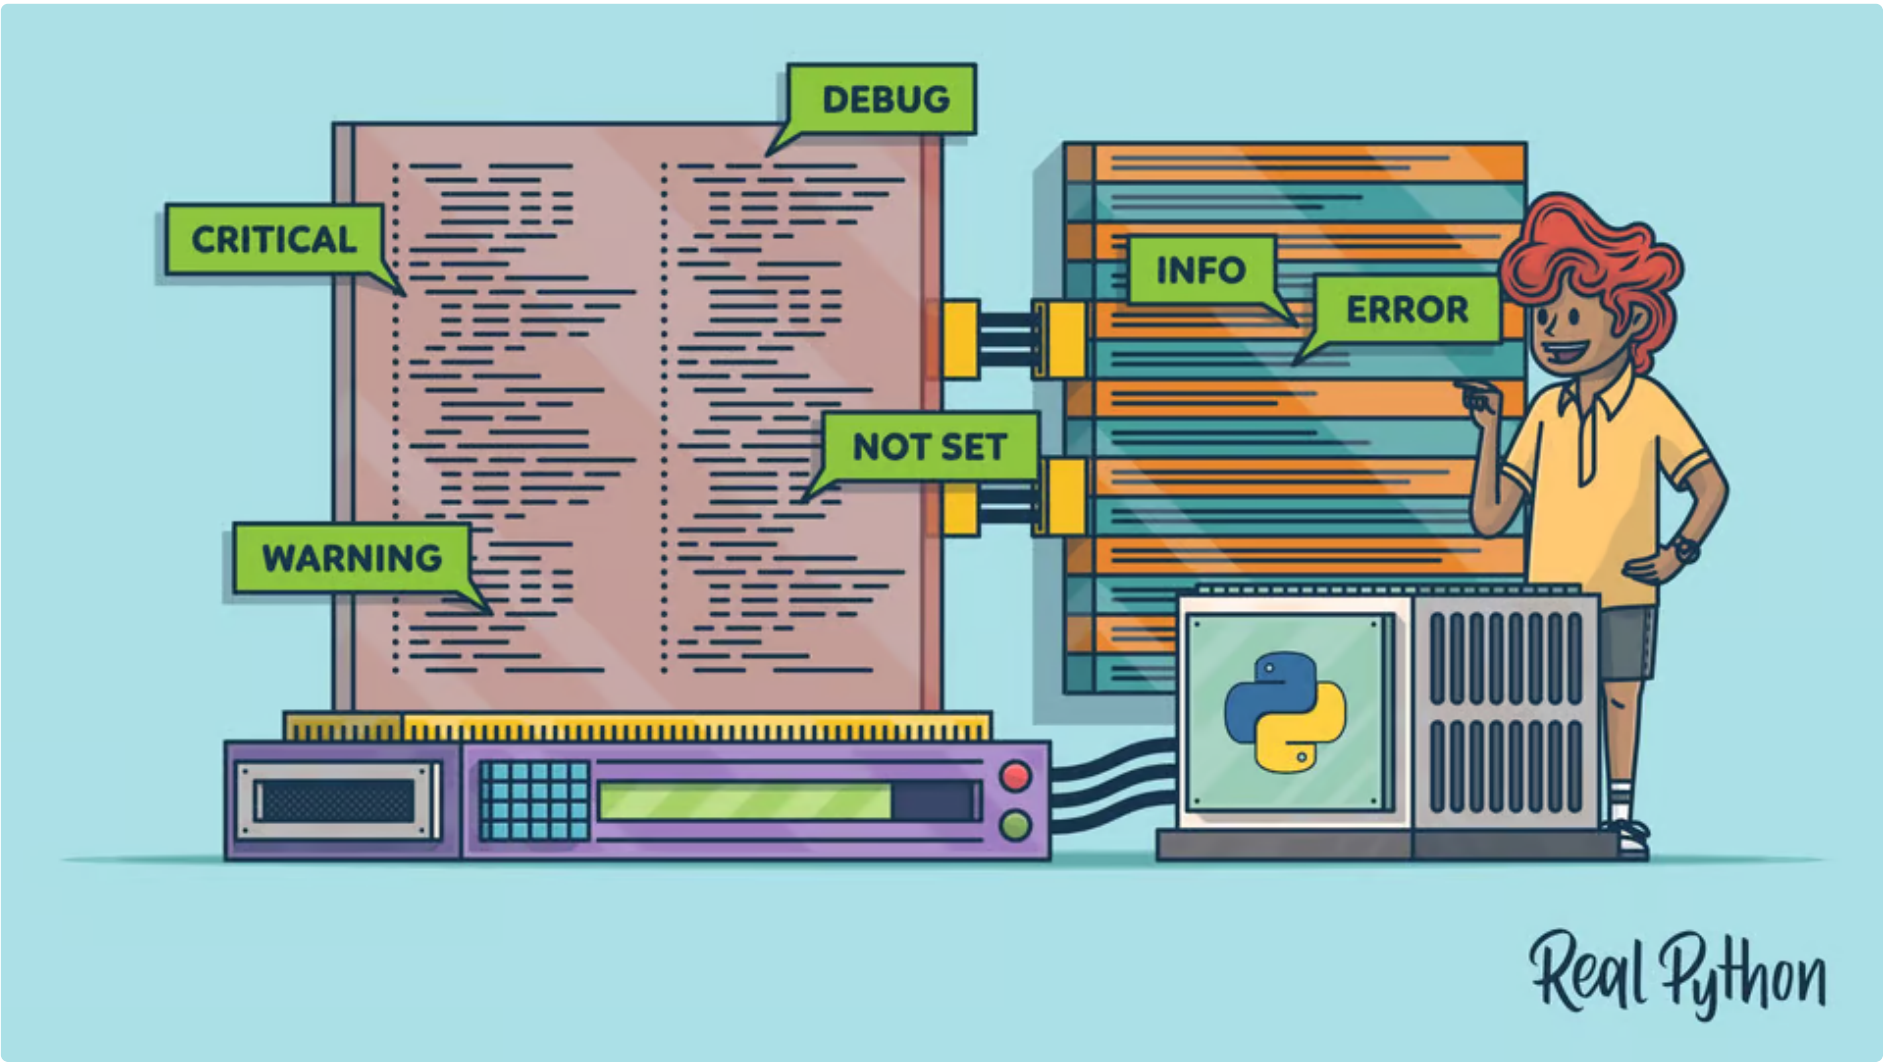 DEBUG
CRITICAL
INFO
ERROR
NOT SET
WARNING
Real Python